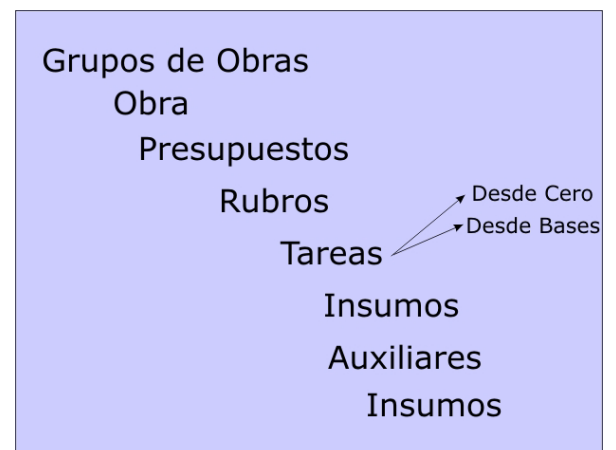 Grupos de Obras
Obra
Presupuestos
Rubros
Desde Cero
Desde Bases
Tareas
Insumos
Auxiliares
Insumos